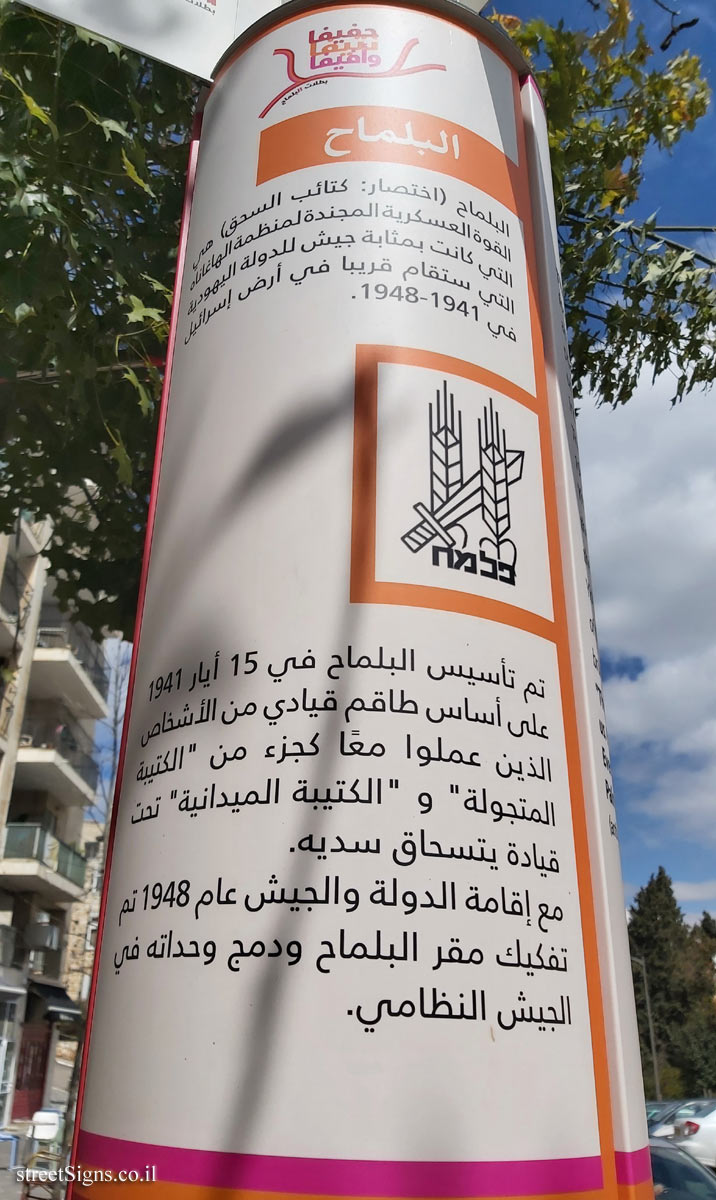 بطلات البلماح
البلماح
البلماح (اختصار: كتائب السحق) هي
القوة العسكرية المجندة لمنظمة الهاغاناه
التي كانت بمثابة جيش للدولة اليهودية
التي ستقام قريبا في أرض إسرائيل
في 1941-1948.
פלמח
تم تأسيس البلماح في 15 أيار 1941
على أساس طاقم قيادي من الأشخاص
الذين عملوا معًا كجزء من "الكتيبة
المتجولة" و "الكتيبة الميدانية" تحت
قيادة يتسحاق سديه.
مع إقامة الدولة والجيش عام 1948 تم
تفكيك مقر البلماح ودمج وحداته في
الجيش النظامي.
streetSigns.co.il